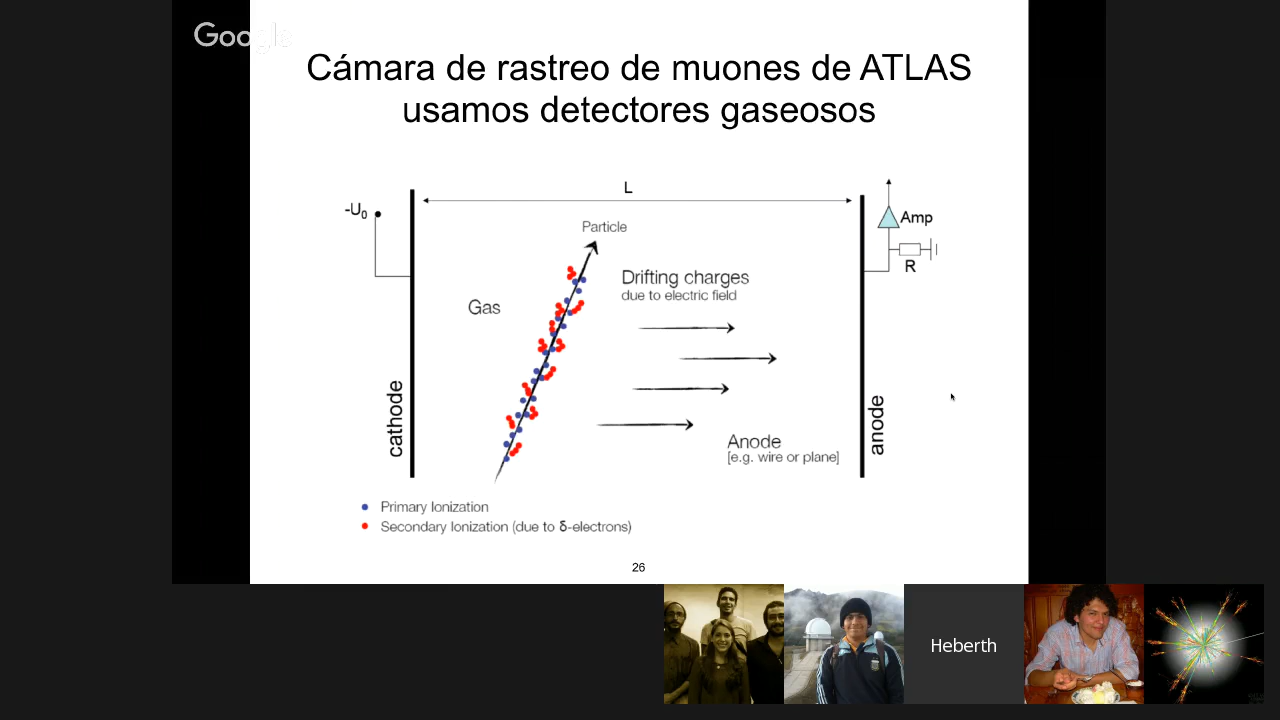 Google
Cámara de rastreo de muones de ATLAS
usamos detectores gaseosos
L
-U0
Amp
R
Particle
Drifting charges
due to electric field
Gas
cathode
anode
Anode
[e.g. wire or plane]
Primary Ionization
Secondary Ionization (due to δ-electrons)
26
Heberth